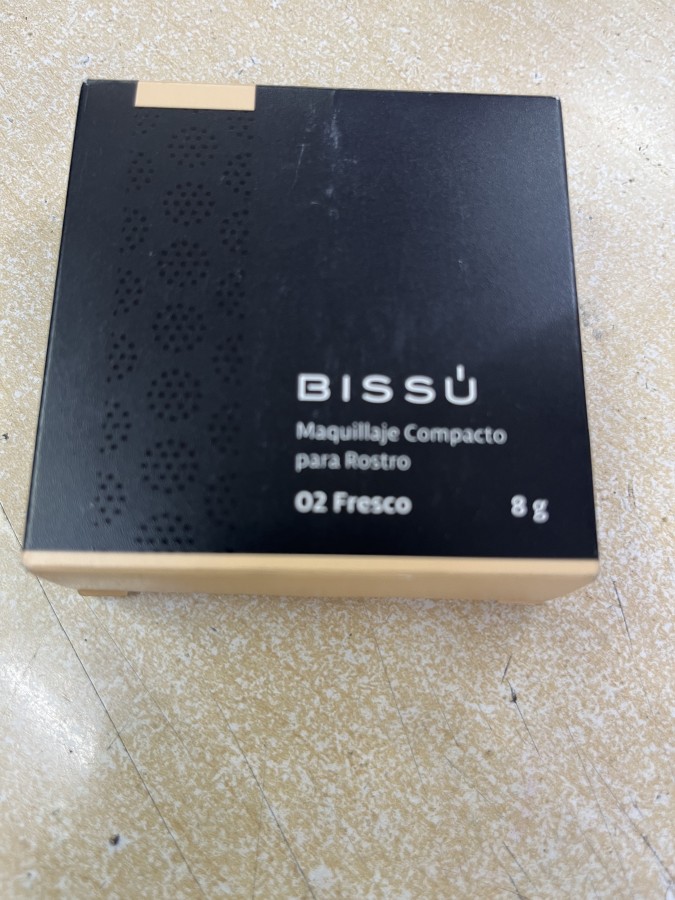 BISSÚ
Maquillaje Compacto
para Rostro
02 Fresco 8 g